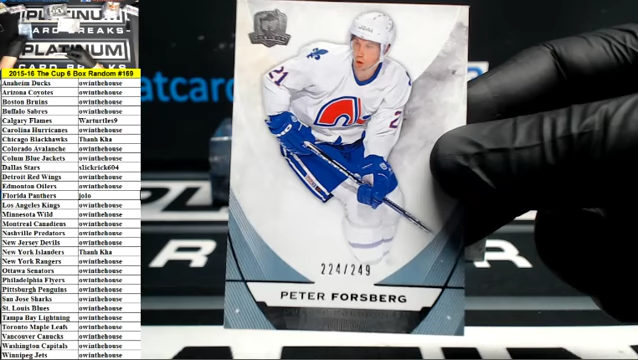 PLATINUM
CARD BREAKS
PLATINUM
CARD BREAKS
2015-16 The Cup 6 Box Random #169
Anaheim Ducks owinthehouse
Arizona Coyotes owinthehouse
Boston Bruins owinthehouse
Buffalo Sabres owinthehouse
Calgary Flames Warturtles9
Carolina Hurricanes owinthehouse
Chicago Blackhawks Thanh Kha
Colorado Avalanche owinthehouse
Colum Blue Jackets owinthehouse
Dallas Stars slickrick604
Detroit Red Wings owinthehouse
Edmonton Oilers owinthehouse
Florida Panthers jolo
Los Angeles Kings owinthehouse
Minnesota Wild owinthehouse
Montreal Canadiens owinthehouse
Nashville Predators owinthehouse
New Jersey Devils owinthehouse
New York Islanders Thanh Kha
New York Rangers owinthehouse
Ottawa Senators owinthehouse
Philadelphia Flyers owinthehouse
Pittsburgh Penguins owinthehouse
San Jose Sharks owinthehouse
St. Louis Blues owinthehouse
Tampa Bay Lightning owinthehouse
Toronto Maple Leafs owinthehouse
Vancouver Canucks owinthehouse
Washington Capitals owinthehouse
Winnipeg Jets owinthehouse
21
2
224/249
PETER FORSBERG